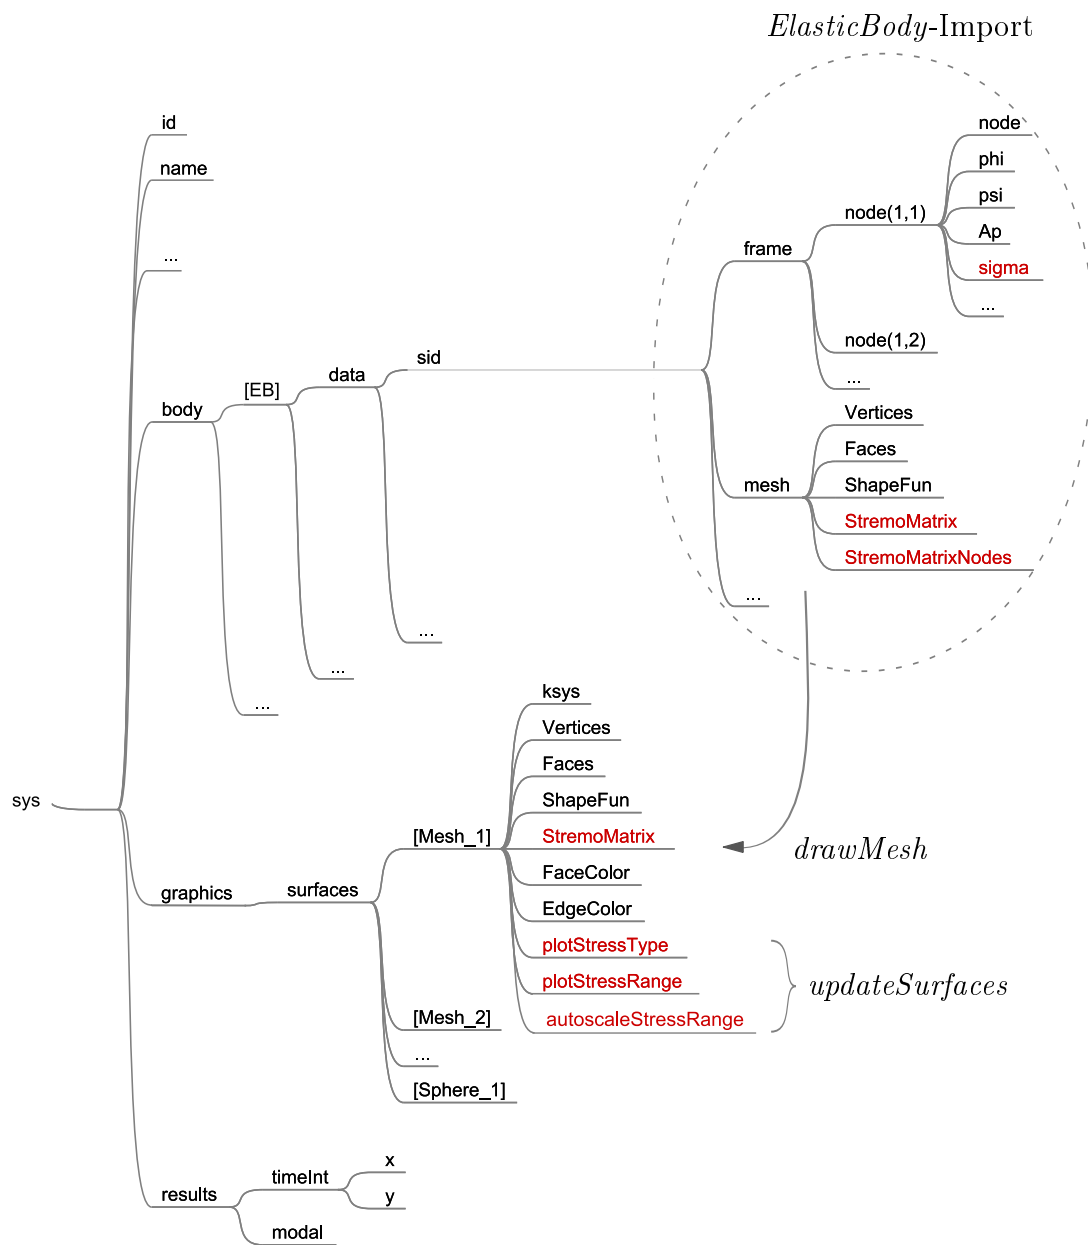 ElasticBody-Import
id
name
...
body
[EB]
data
sid
frame
node(1,1)
node
phi
psi
Ap
sigma
...
node(1,2)
...
mesh
Vertices
Faces
ShapeFun
StremoMatrix
StremoMatrixNodes
...
...
...
...
sys
graphics
surfaces
[Mesh_1]
ksys
Vertices
Faces
ShapeFun
StremoMatrix
FaceColor
EdgeColor
plotStressType
plotStressRange
autoscaleStressRange
drawMesh
updateSurfaces
[Mesh_2]
...
[Sphere_1]
results
timeInt
x
y
modal